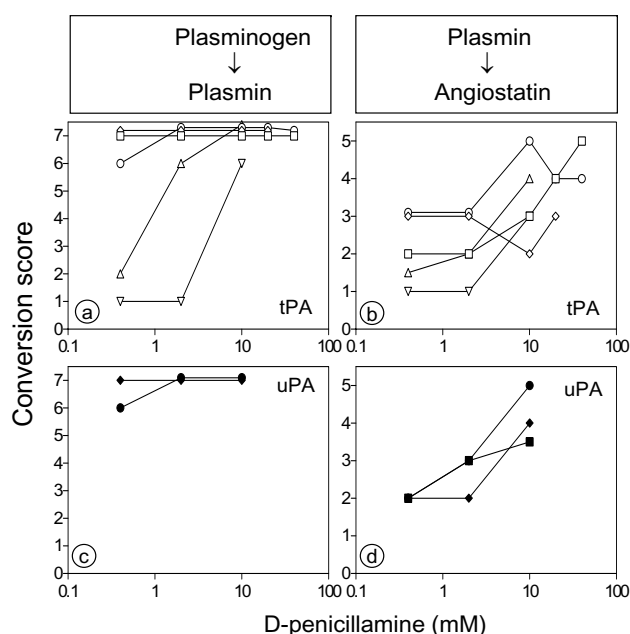 Plasminogen
↓
Plasmin
Plasmin
↓
Angiostatin
Conversion score
7
6
5
4
3
2
1
0
a
tPA
0.1 1 10 100
5
4
3
2
1
0
b
tPA
0.1 1 10 100
7
6
5
4
3
2
1
0
c
uPA
0.1 1 10 100
5
4
3
2
1
0
d
uPA
0.1 1 10 100
D-penicillamine (mM)